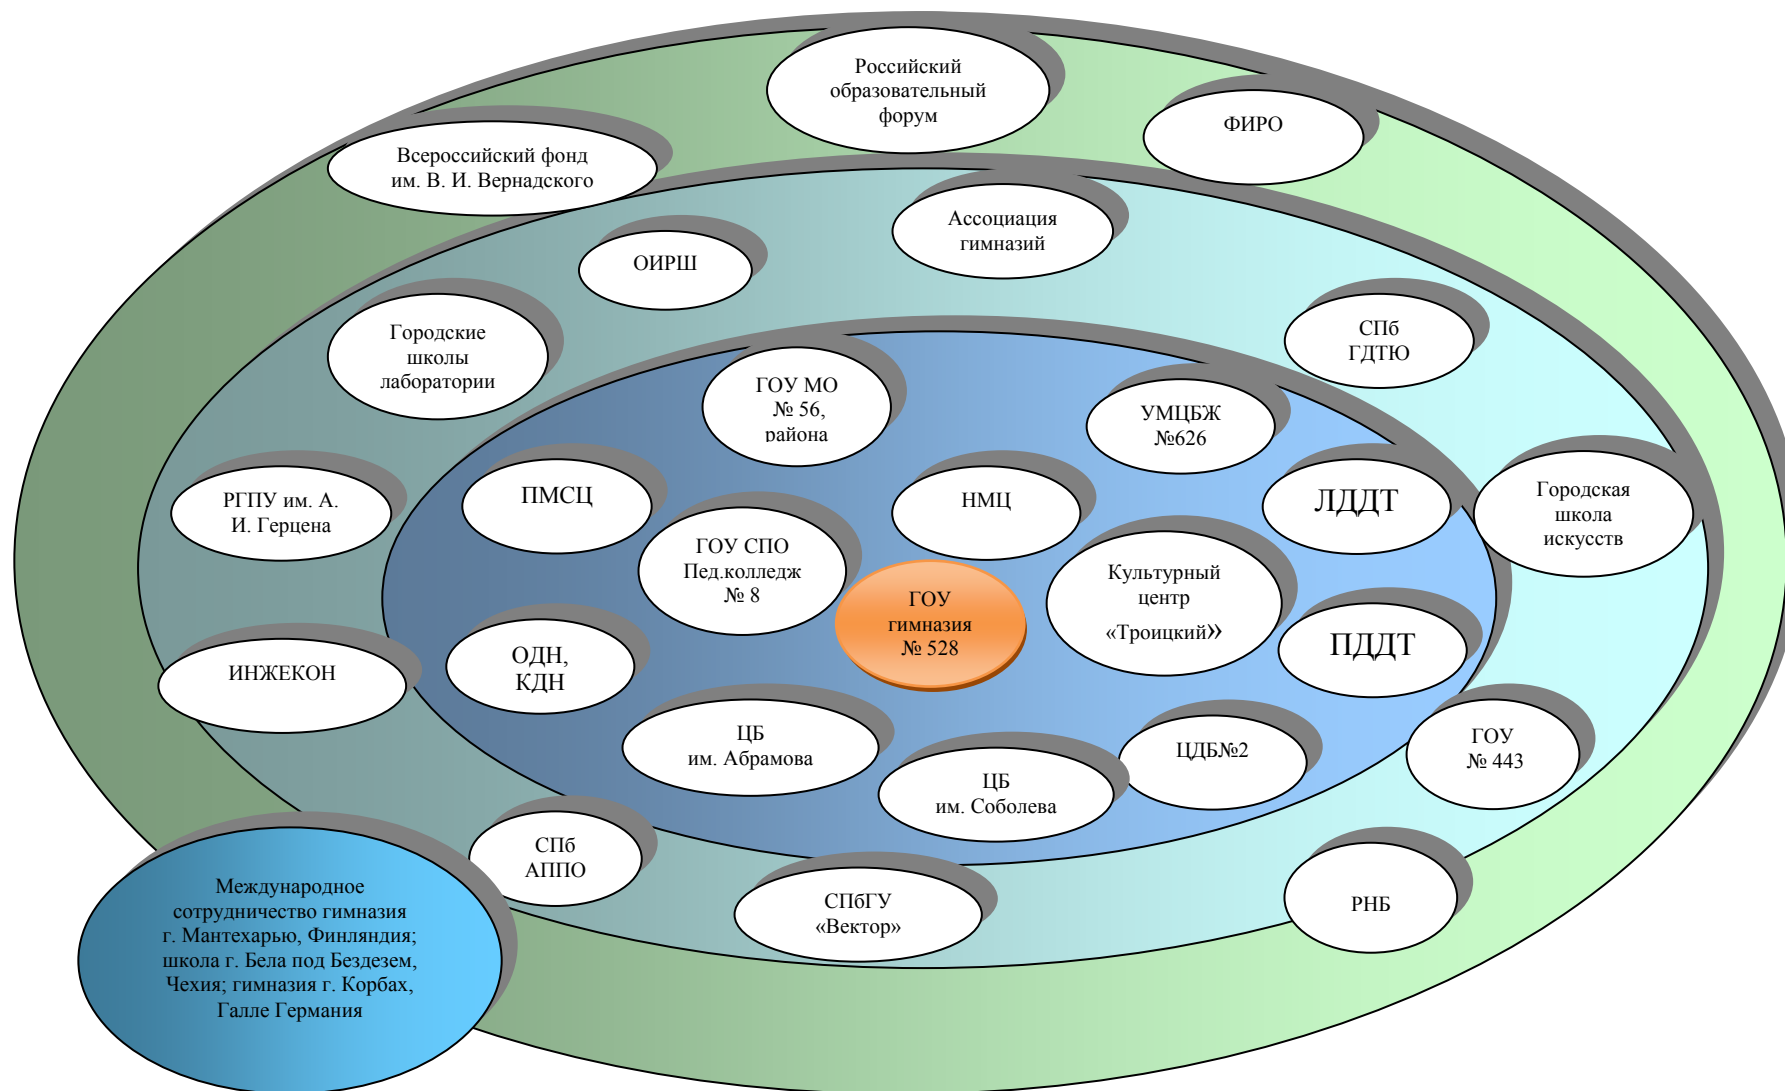 Российский
образовательный
форум
ФИРО
Всероссийский фонд
им. В. И. Вернадского
Ассоциация
гимназий
ОИРШ
Городские
школы
лаборатории
СПб
ГДТЮ
ГОУ МО
№ 56,
района
УМЦБЖ
№626
РГПУ им. А.
И. Герцена
ПМСЦ
НМЦ
ЛДДТ
Городская
школа
искусств
ГОУ СПО
Пед.колледж
№ 8
Культурный
центр
«Троицкий»
ГОУ
гимназия
№ 528
ИНЖЕКОН
ОДН,
КДН
ПДДТ
ЦБ
им. Абрамова
ЦБ
им. Соболева
ЦДБ№2
ГОУ
№ 443
СПб
АППО
СПбГУ
«Вектор»
РНБ
Международное
сотрудничество гимназия
г. Мантехарью, Финляндия;
школа г. Бела под Бездезем,
Чехия; гимназия г. Корбах,
Галле Германия